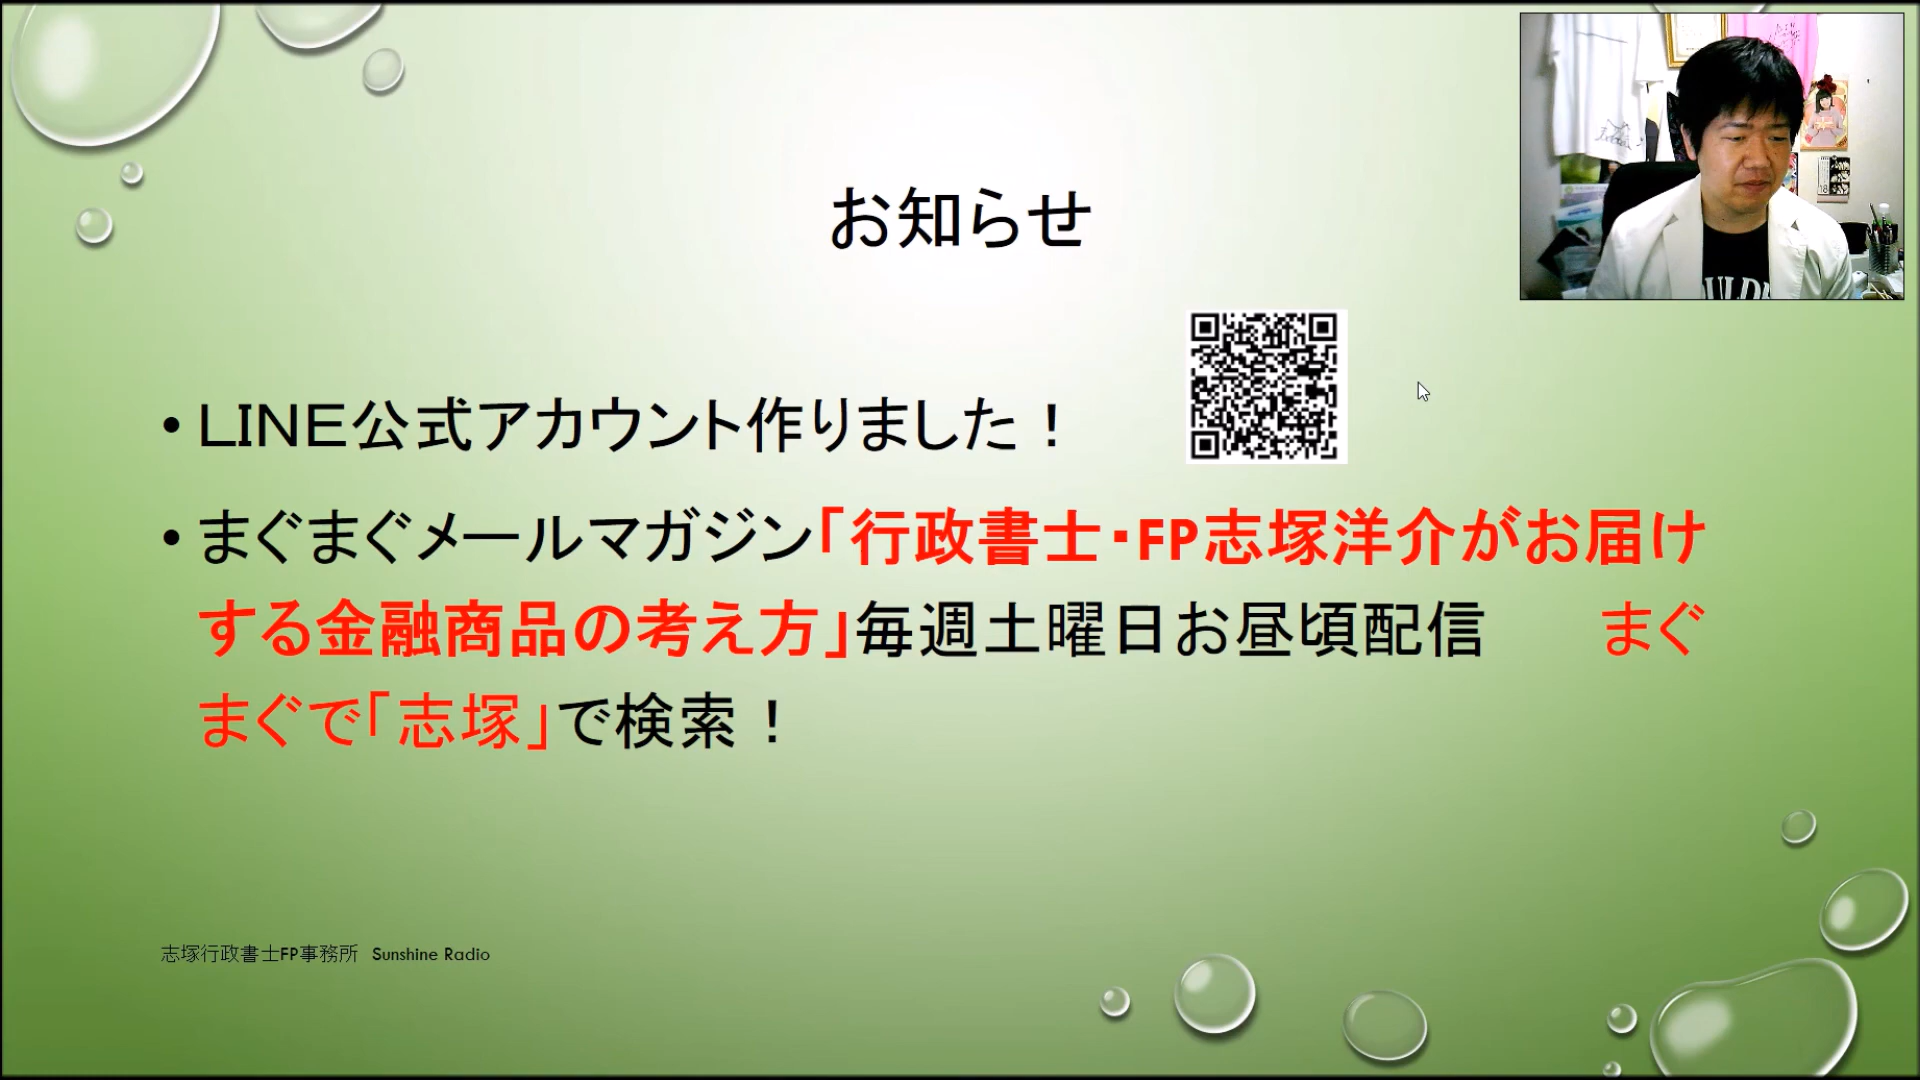 お知らせ
• LINE公式アカウント作りました！
• まぐまぐメールマガジン「行政書士・FP志塚洋介がお届け
する金融商品の考え方」毎週土曜日お昼頃配信　　まぐ
まぐで「志塚」で検索！
志塚行政書士FP事務所 Sunshine Radio